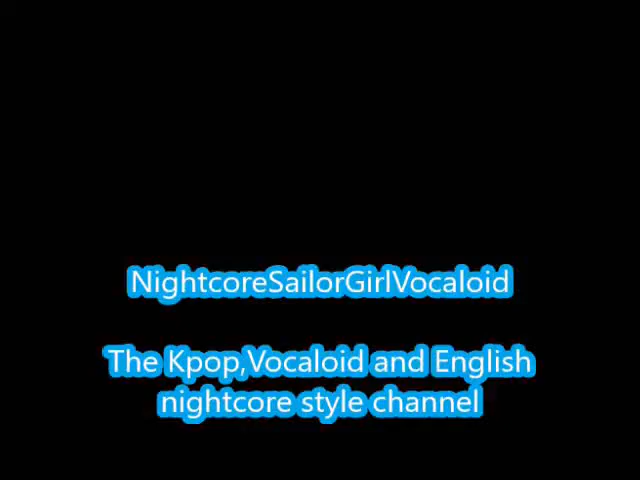 NightcoreSailorGirlVocaloid
The Kpop,Vocaloid and English
nightcore style channel